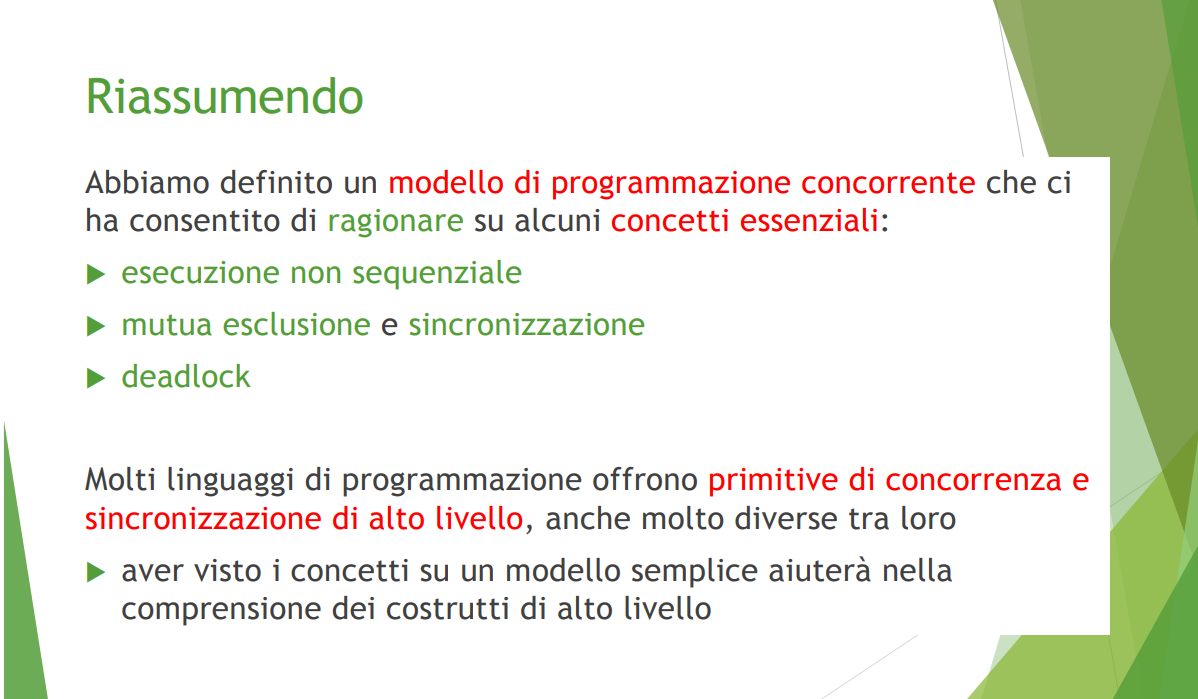 Riassumendo
Abbiamo definito un modello di programmazione concorrente che ci
ha consentito di ragionare su alcuni concetti essenziali:
esecuzione non sequenziale
mutua esclusione e sincronizzazione
deadlock
Molti linguaggi di programmazione offrono primitive di concorrenza e
sincronizzazione di alto livello, anche molto diverse tra loro
aver visto i concetti su un modello semplice aiuterà nella
comprensione dei costrutti di alto livello